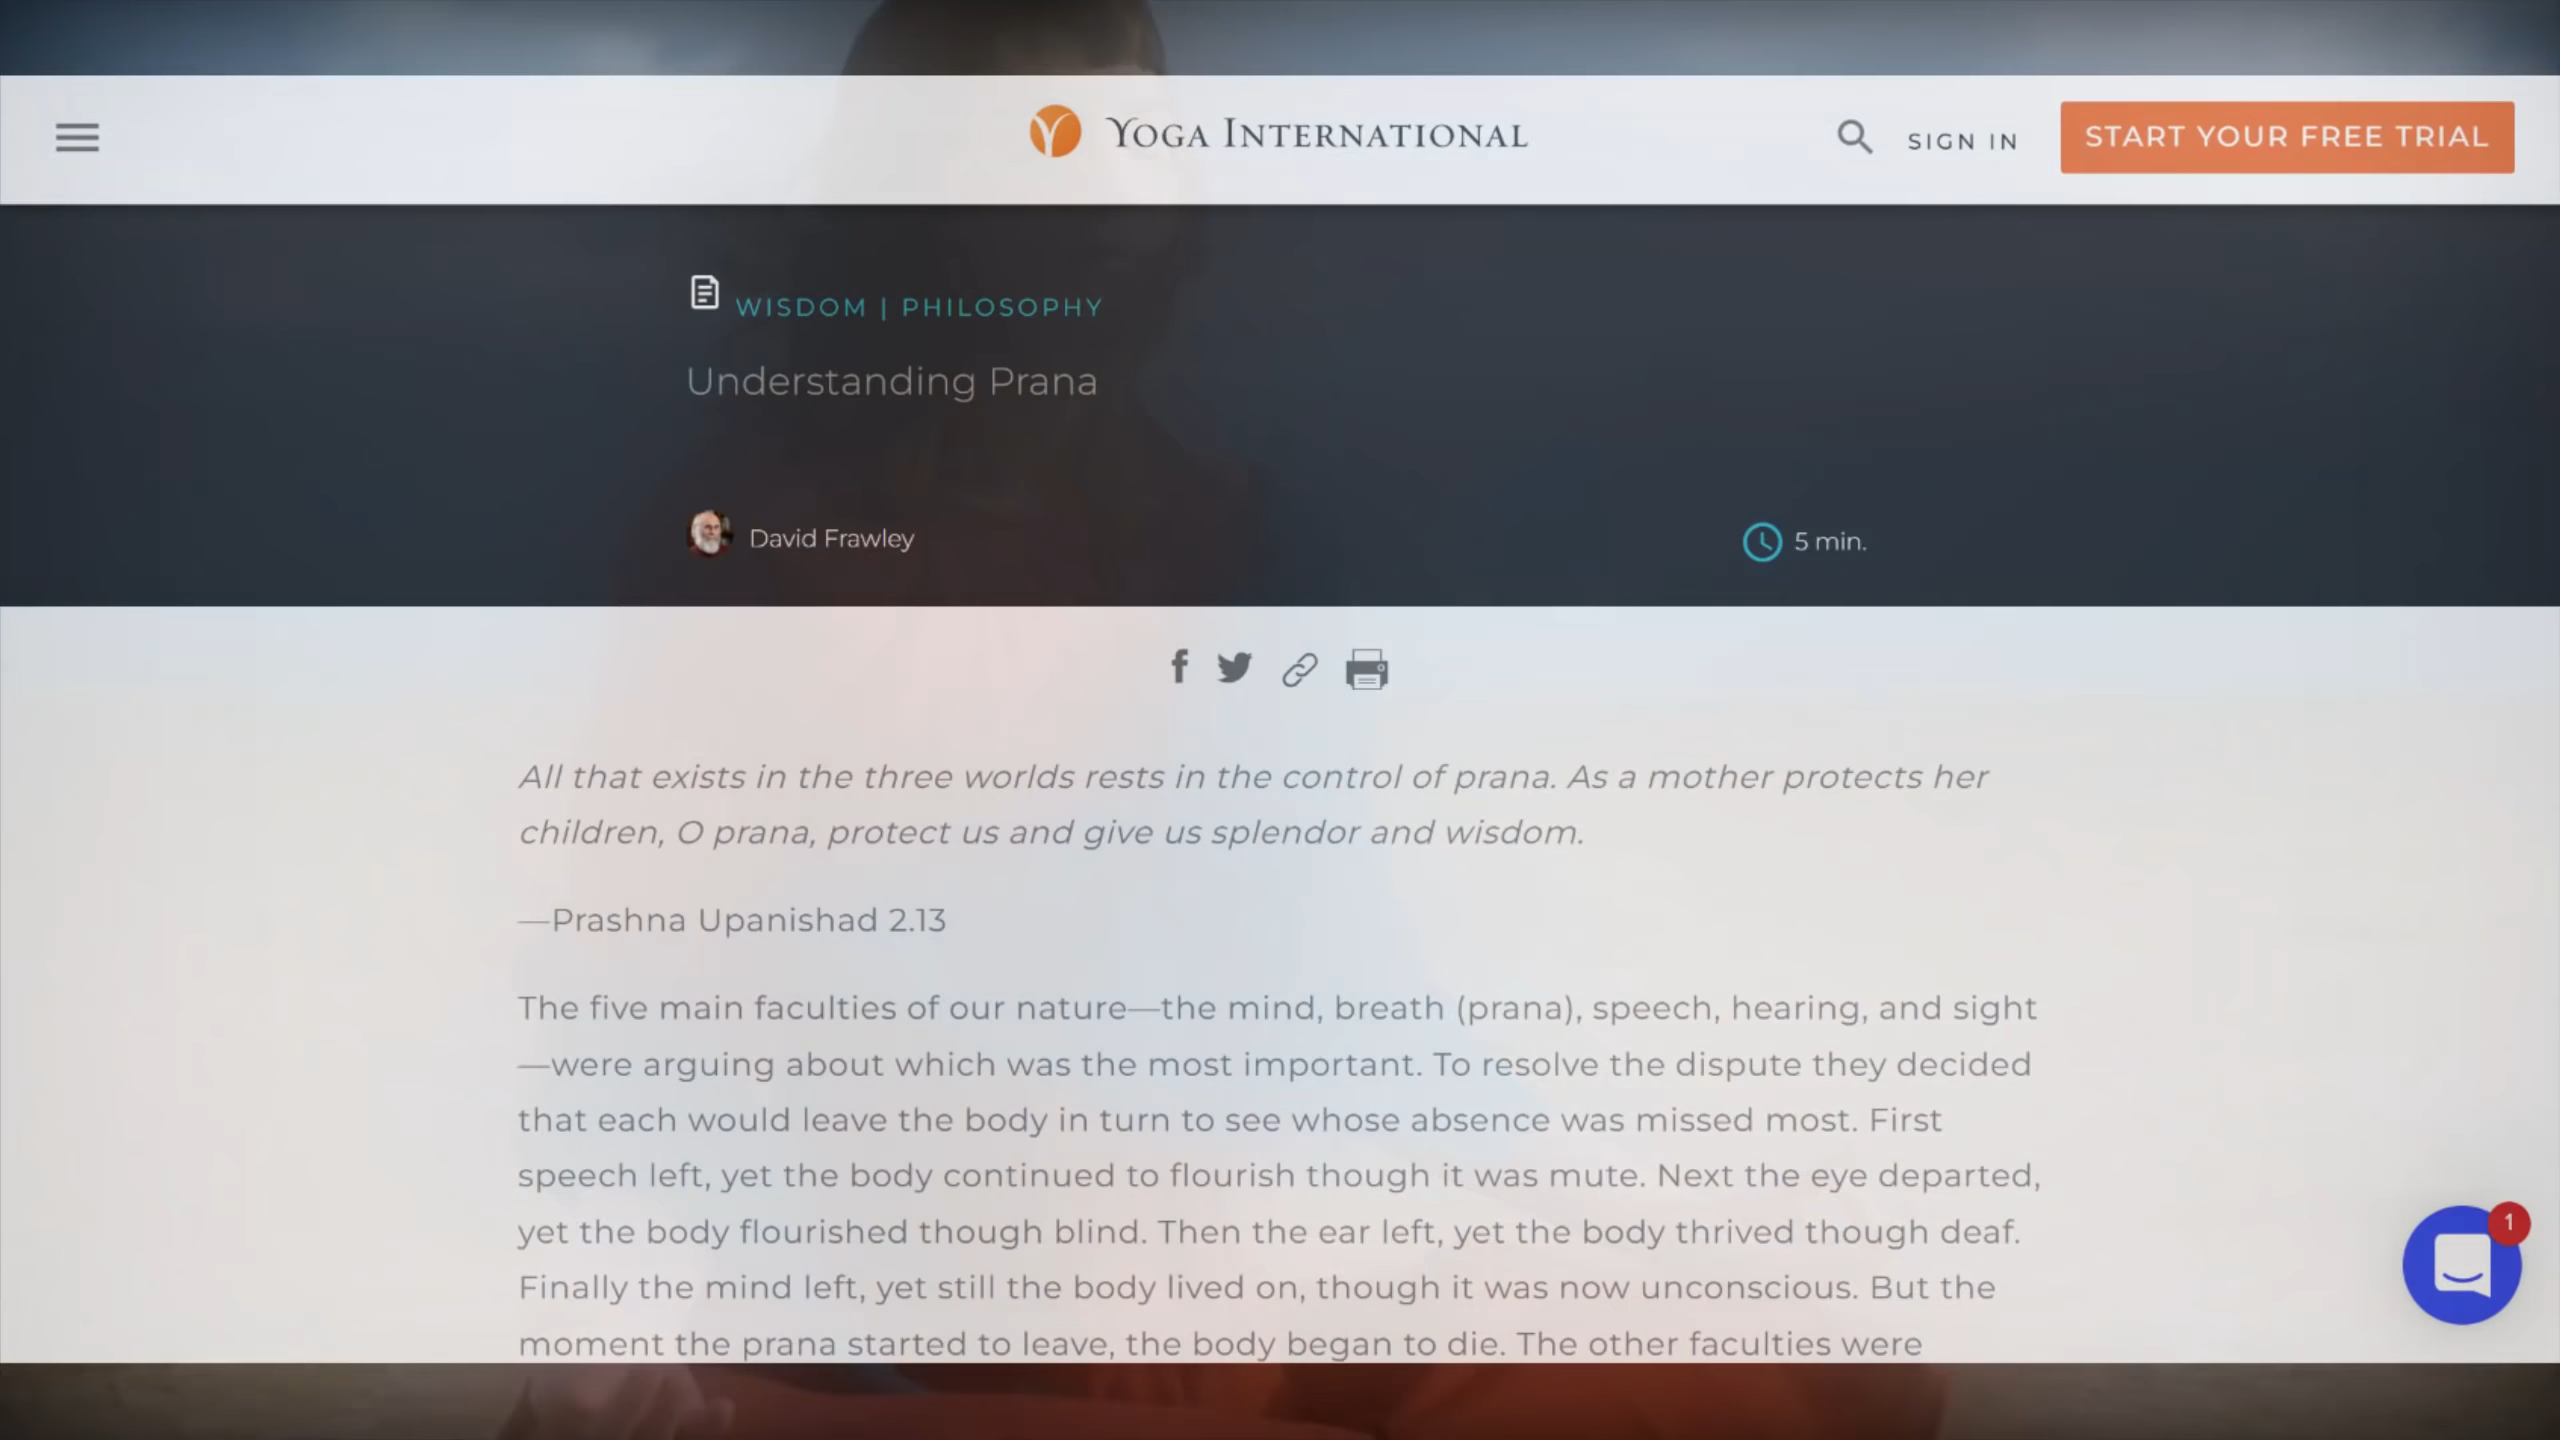 YOGA INTERNATIONAL
SIGN IN
START YOUR FREE TRIAL
WISDOM | PHILOSOPHY
Understanding Prana
David Frawley
5 min.
All that exists in the three worlds rests in the control of prana. As a mother protects her
children, O prana, protect us and give us splendor and wisdom.
—Prashna Upanishad 2.13
The five main faculties of our nature—the mind, breath (prana), speech, hearing, and sight
—were arguing about which was the most important. To resolve the dispute they decided
that each would leave the body in turn to see whose absence was missed most. First
speech left, yet the body continued to flourish though it was mute. Next the eye departed,
yet the body flourished though blind. Then the ear left, yet the body thrived though deaf.
Finally the mind left, yet still the body lived on, though it was now unconscious. But the
moment the prana started to leave, the body began to die. The other faculties were
1